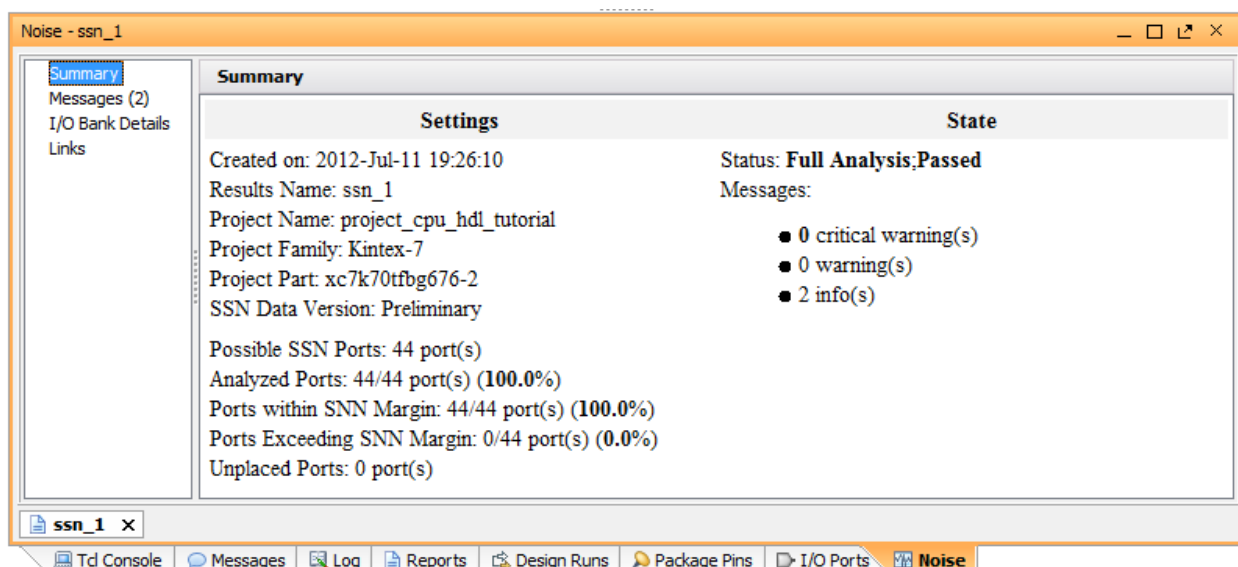 Noise - ssn_1
Summary
Messages (2)
I/O Bank Details
Links
Summary
Settings
State
Created on: 2012-Jul-11 19:26:10
Results Name: ssn_1
Project Name: project_cpu_hdl_tutorial
Project Family: Kintex-7
Project Part: xc7k70tfbg676-2
SSN Data Version: Preliminary
Possible SSN Ports: 44 port(s)
Analyzed Ports: 44/44 port(s) (100.0%)
Ports within SNN Margin: 44/44 port(s) (100.0%)
Ports Exceeding SNN Margin: 0/44 port(s) (0.0%)
Unplaced Ports: 0 port(s)
Status: Full Analysis;Passed
Messages:
0 critical warning(s)
0 warning(s)
2 info(s)
ssn_1
Tcl Console Messages Log Reports Design Runs Package Pins I/O Ports Noise